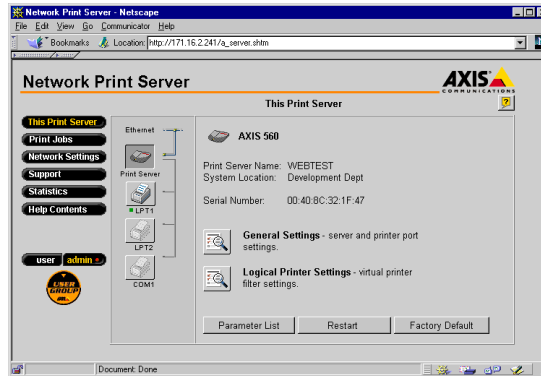 Network Print Server - Netscape
File Edit View Go Communicator Help
Bookmarks Location: http://171.16.2.241/a_server.shtm
Network Print Server
AXIS
COMMUNICATIONS
This Print Server
?
This Print Server
Print Jobs
Network Settings
Support
Statistics
Help Contents
user admin
USER
GROUP
Ethernet
Print Server
LPT1
LPT2
COM1
AXIS 560
Print Server Name: WEBTEST
System Location: Development Dept
Serial Number: 00:40:8C:32:1F:47
General Settings - server and printer port
settings.
Logical Printer Settings - virtual printer
filter settings.
Parameter List Restart Factory Default
Document: Done